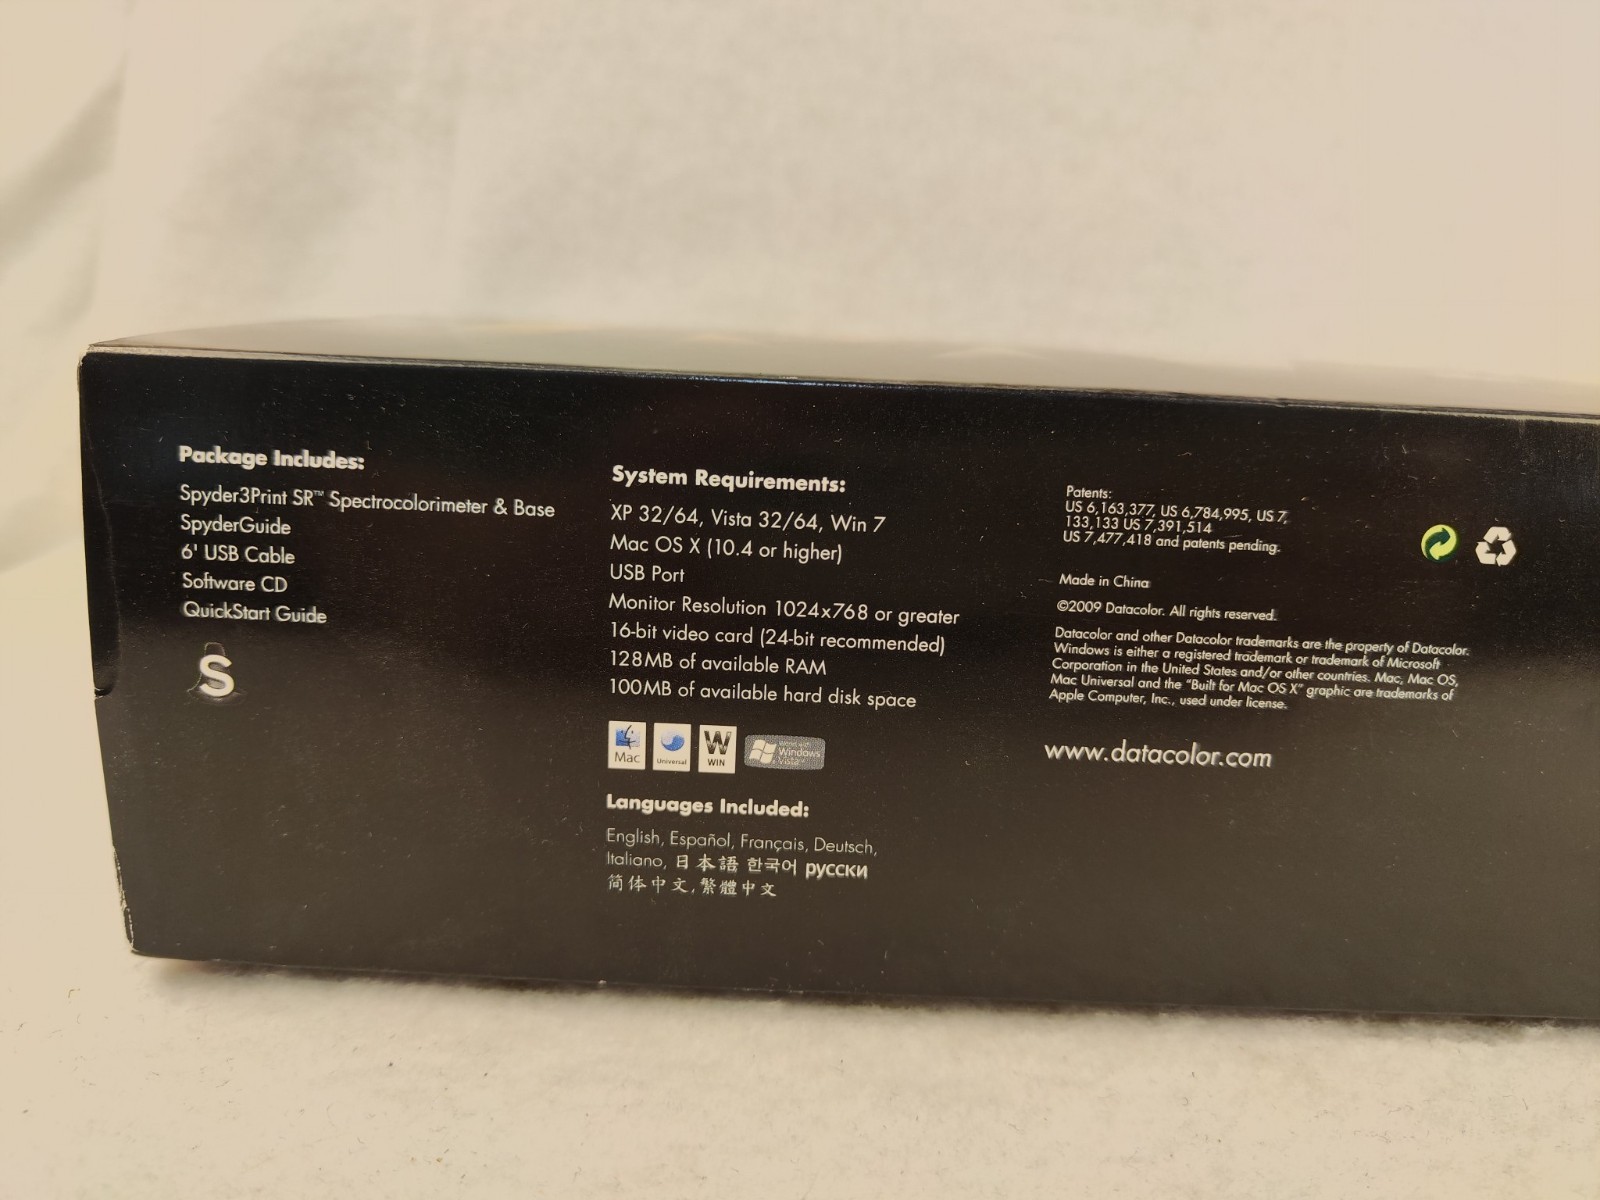 Package Includes:
Spyder3Print SR™ Spectrocolorimeter & Base
SpyderGuide
6' USB Cable
Software CD
QuickStart Guide
S
System Requirements:
XP 32/64, Vista 32/64, Win 7
Mac OS X (10.4 or higher)
USB Port
Monitor Resolution 1024x768 or greater
16-bit video card (24-bit recommended)
128MB of available RAM
100MB of available hard disk space
Mac
Universal
W
WIN
Works with
Windows
Vista™
Languages Included:
English, Español, Français, Deutsch,
Italiano, 日本語 한국어 русски
简体中文, 繁體中文
Patents:
US 6,163,377, US 6,784,995, US 7,
133,133 US 7,391,514
US 7,477,418 and patents pending.
Made in China
©2009 Datacolor. All rights reserved.
Datacolor and other Datacolor trademarks are the property of Datacolor.
Windows is either a registered trademark or trademark of Microsoft
Corporation in the United States and/or other countries. Mac, Mac OS,
Mac Universal and the "Built for Mac OS X" graphic are trademarks of
Apple Computer, Inc., used under license.
www.datacolor.com